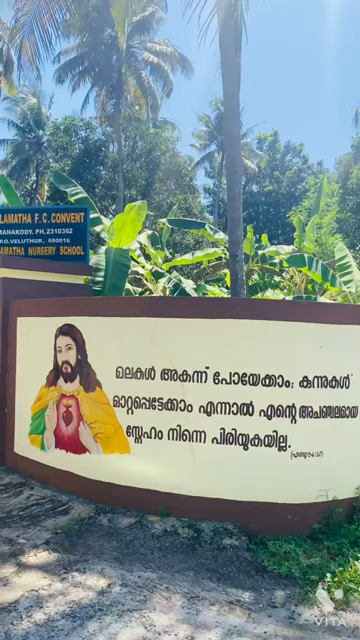 LAMATHA F.C. CONVENT
MANAKODY. PH.2310362
P.O.VELUTHUR, 680016
AMATHA NURSERY SCHOOL
മലകൾ അകന്ന് പോയേക്കാം; കുന്നുകൾ
മാറ്റപ്പെട്ടേക്കാം എന്നാൽ എന്റെ അചഞ്ചലമായ
സ്നേഹം നിന്നെ പിരിയുകയില്ല.
VITA